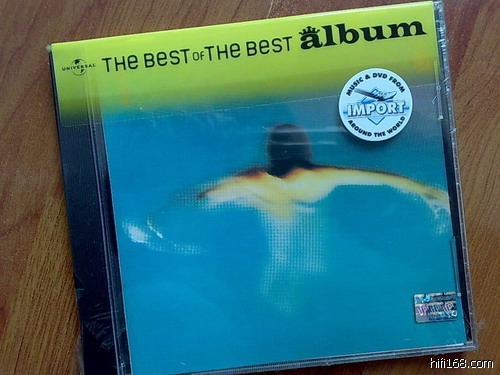 UNIVERSAL
THE BEST OF THE BEST album
MUSIC & DVD FROM
IMPORT
AROUND THE WORLD
hifi168.com